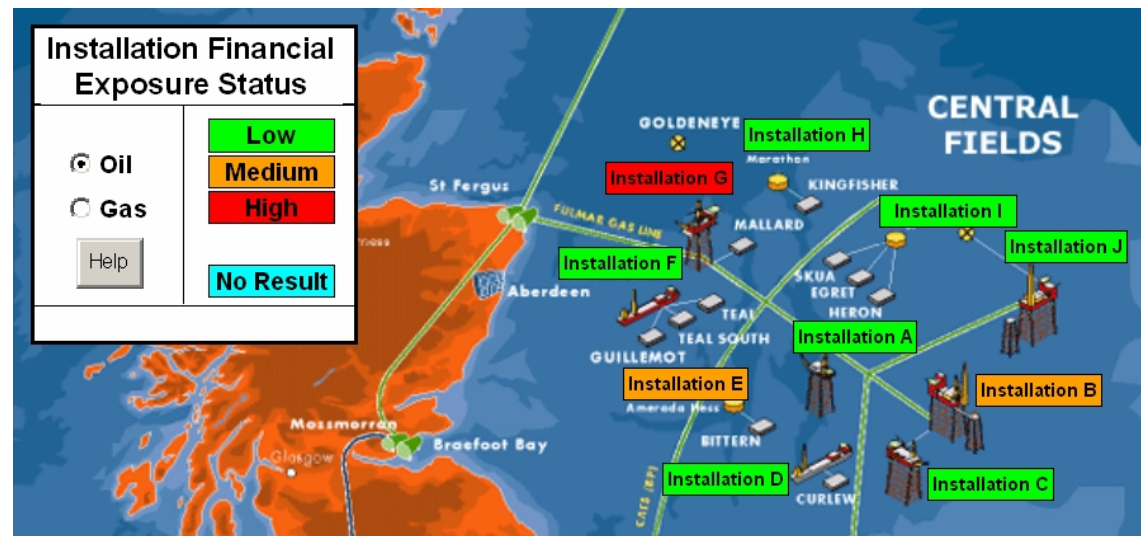 Installation Financial
Exposure Status
Oil
Gas
Help
Low
Medium
High
No Result
CENTRAL
FIELDS
GOLDENEYE
Installation H
Marathon
Installation G
KINGFISHER
St Fergus
FULMAR GAS LINE
MALLARD
Installation I
Installation J
Installation F
SKUA
EGRET
HERON
Aberdeen
TEAL
TEAL SOUTH
GUILLEMOT
Installation A
Installation E
Amerada Hess
Installation B
BITTERN
Mossmorran
Braefoot Bay
Glasgow
Installation D
CURLEW
Installation C
CATS (BP)